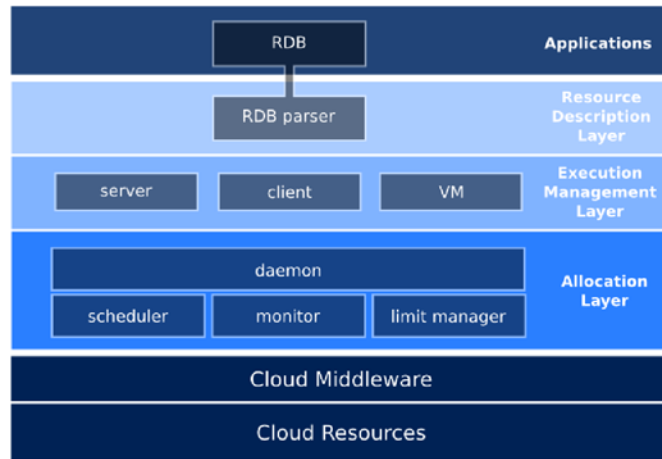 RDB
Applications
RDB parser
Resource
Description
Layer
server
client
VM
Execution
Management
Layer
daemon
scheduler
monitor
limit manager
Allocation
Layer
Cloud Middleware
Cloud Resources